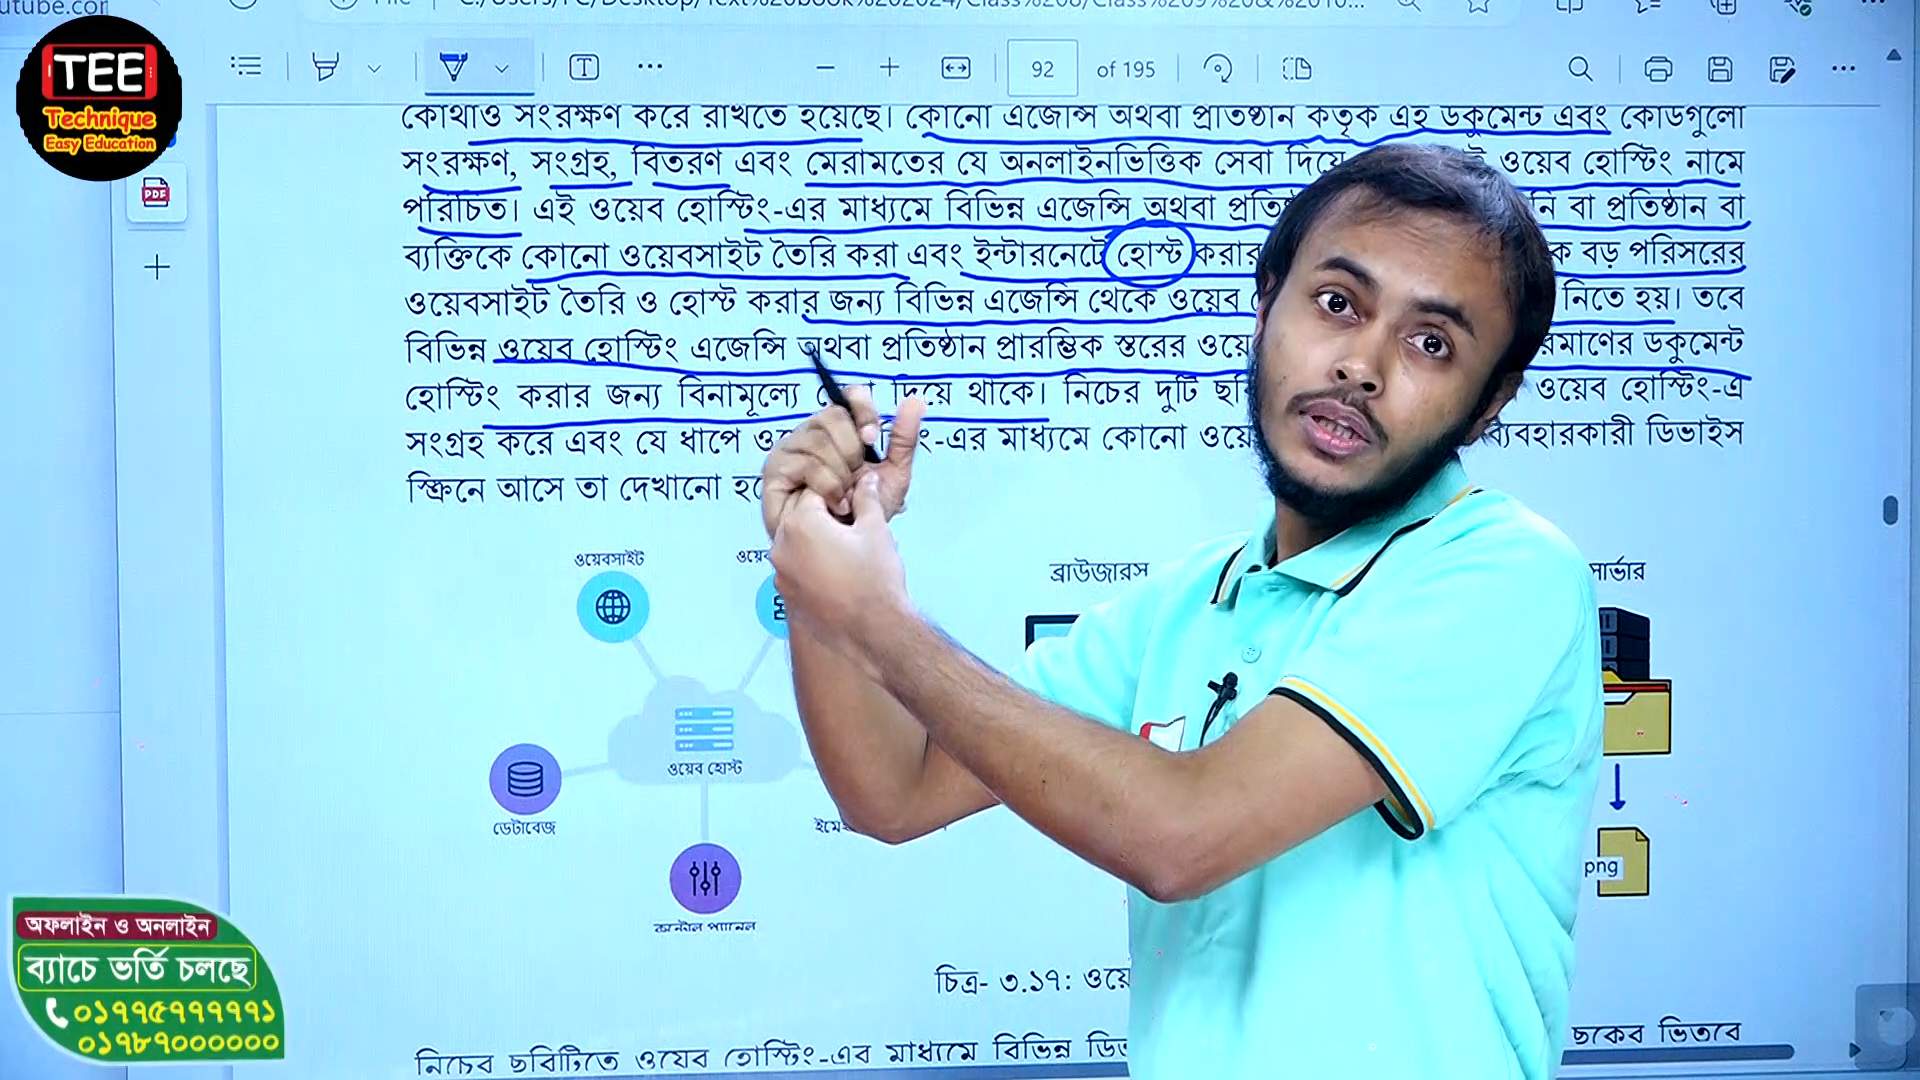 utube.cor
TEE
Technique
Easy Education
92 of 195
PDF
কোথাও সংরক্ষণ করে রাখতে হয়েছে। কোনো এজেন্সি অথবা প্রতিষ্ঠান কতৃক এই ডকুমেন্ট এবং কোডগুলো
সংরক্ষণ, সংগ্রহ, বিতরণ এবং মেরামতের যে অনলাইনভিত্তিক সেবা দিয়ে ওয়েব হোস্টিং নামে
পরিচিত। এই ওয়েব হোস্টিং-এর মাধ্যমে বিভিন্ন এজেন্সি অথবা বা প্রতিষ্ঠান বা
ব্যক্তিকে কোনো ওয়েবসাইট তৈরি করা এবং ইন্টারনেটে হোস্ট করার বড় পরিসরের
ওয়েবসাইট তৈরি ও হোস্ট করার জন্য বিভিন্ন এজেন্সি থেকে ওয়েব নিতে হয়। তবে
বিভিন্ন ওয়েব হোস্টিং এজেন্সি অথবা প্রতিষ্ঠান প্রারম্ভিক স্তরের ডকুমেন্ট
হোস্টিং করার জন্য বিনামূল্যে দিয়ে থাকে। নিচের দুটি ওয়েব হোস্টিং-এ
সংগ্রহ করে এবং যে ধাপে -এর মাধ্যমে কোনো ব্যবহারকারী ডিভাইস
স্ক্রিনে আসে তা দেখানো
ওয়েবসাইট
ব্রাউজারস
সার্ভার
ওয়েব হোস্ট
ডেটাবেজ
png
কন্ট্রোল প্যানেল
চিত্র- ৩.১৭:
নিচের ছবিটিতে ওয়েব হোস্টিং-এর মাধ্যমে বিভিন্ন ছকের ভিতরে
অফলাইন ও অনলাইন
ব্যাচে ভর্তি চলছে
০১৭৭৫৭৭৭৭৭১
০১৭৮৭০০০০০০